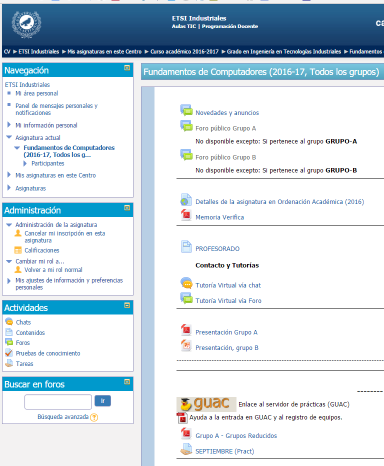 ETSI Industriales
Aulas TIC | Programación Docente
CV ► ETSI Industriales ► Mis asignaturas en este Centro ► Curso académico 2016-2017 ► Grado en Ingeniería en Tecnologías Industriales ► Fundamentos
Navegación
ETSI Industriales
Mi área personal
Panel de mensajes personales y
notificaciones
Mi información personal
Asignatura actual
Fundamentos de Computadores
(2016-17, Todos los g...
Participantes
Mis asignaturas en este Centro
Asignaturas
Administración
Administración de la asignatura
Cancelar mi inscripción en esta
asignatura
Calificaciones
Cambiar mi rol a...
Volver a mi rol normal
Mis ajustes de información y preferencias
personales
Actividades
Chats
Contenidos
Foros
Pruebas de conocimiento
Tareas
Buscar en foros
Ir
Búsqueda avanzada ?
Fundamentos de Computadores (2016-17, Todos los grupos)
Novedades y anuncios
Foro público Grupo A
No disponible excepto: Si pertenece al grupo GRUPO-A
Foro público Grupo B
No disponible excepto: Si pertenece al grupo GRUPO-B
Detalles de la asignatura en Ordenación Académica (2016)
Memoria Verifica
PROFESORADO
Contacto y Tutorías
Tutoría Virtual vía chat
Tutoría Virtual vía Foro
Presentación Grupo A
Presentación, grupo B
guac Enlace al servidor de prácticas (GUAC)
Ayuda a la entrada en GUAC y al registro de equipos.
Grupo A - Grupos Reducidos
SEPTIEMBRE (Pract)